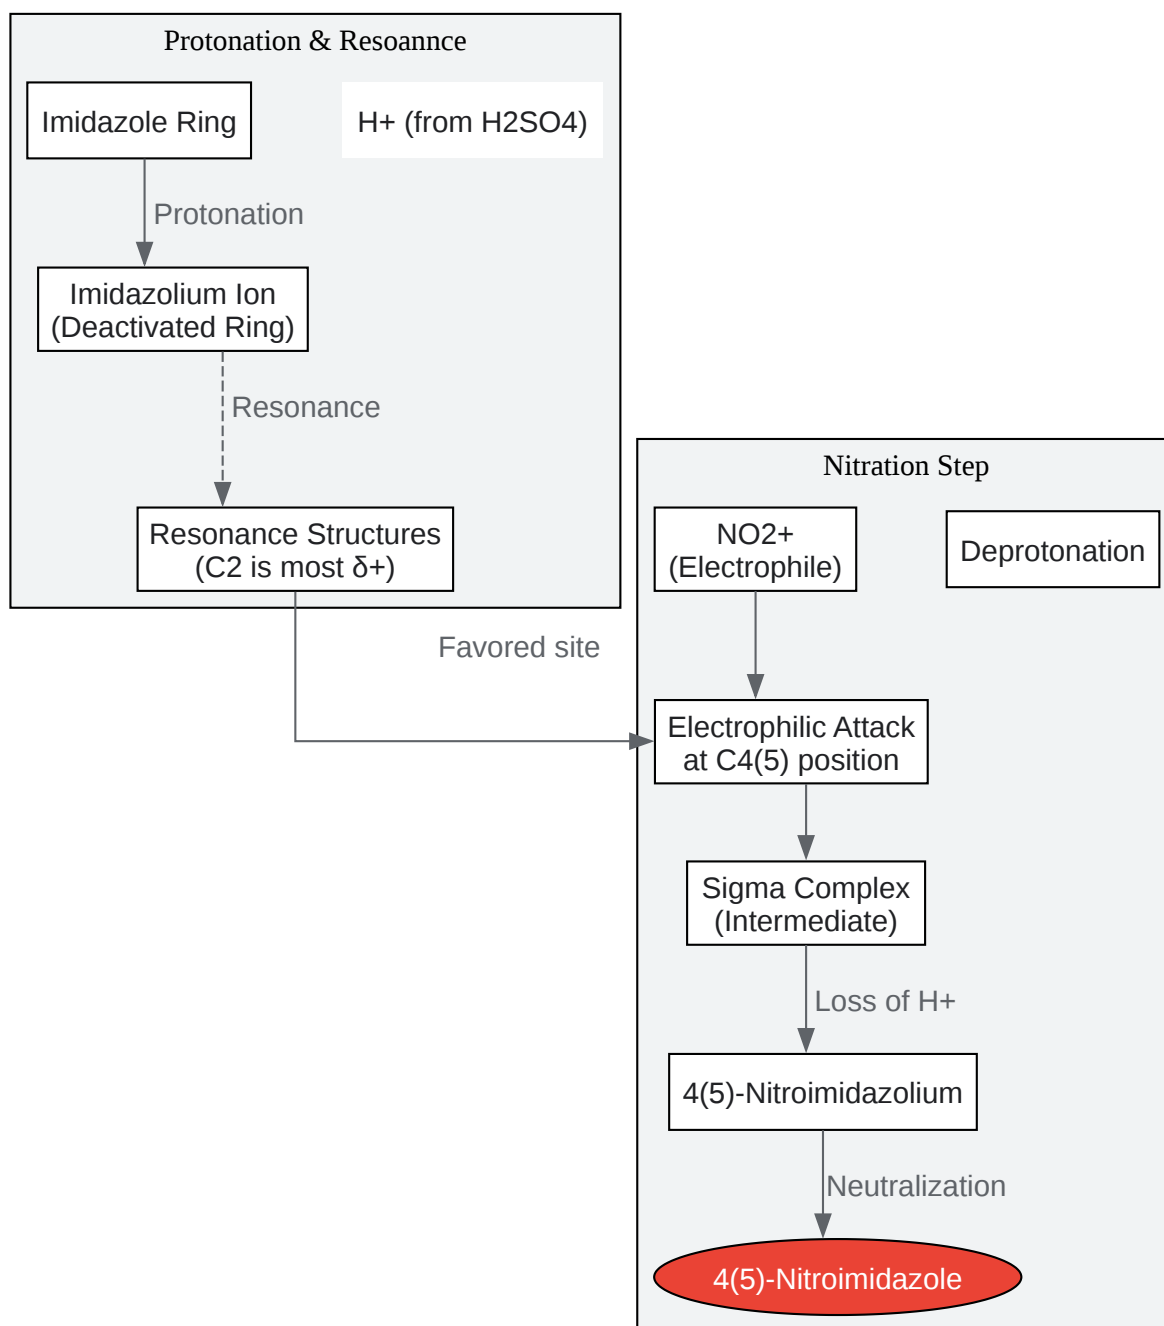 Protonation & Resoannce
Imidazole Ring
H+ (from H2SO4)
Protonation
Imidazolium Ion
(Deactivated Ring)
Resonance
Resonance Structures
(C2 is most δ+)
Favored site
Nitration Step
NO2+
(Electrophile)
Deprotonation
Electrophilic Attack
at C4(5) position
Sigma Complex
(Intermediate)
Loss of H+
4(5)-Nitroimidazolium
Neutralization
4(5)-Nitroimidazole